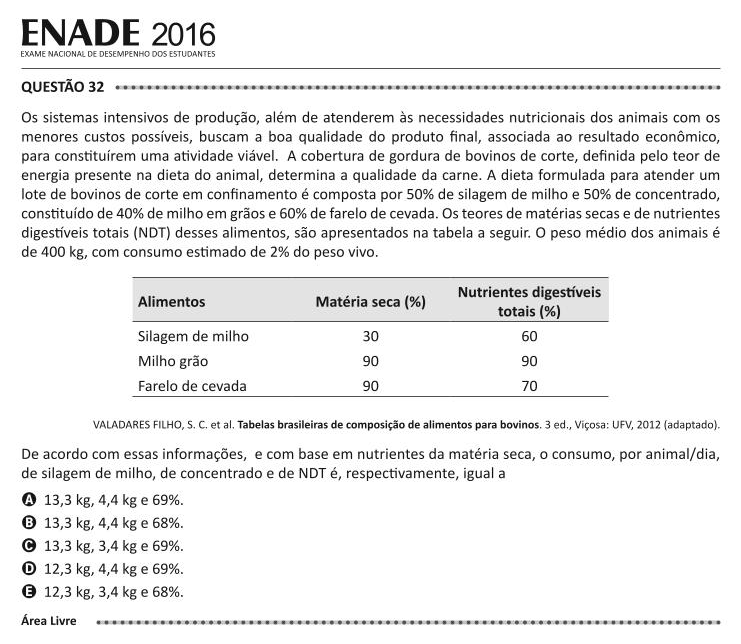 ENADE 2016
EXAME NACIONAL DE DESEMPENHO DOS ESTUDANTES
QUESTÃO 32
Os sistemas intensivos de produção, além de atenderem às necessidades nutricionais dos animais com os
menores custos possíveis, buscam a boa qualidade do produto final, associada ao resultado econômico,
para constituírem uma atividade viável. A cobertura de gordura de bovinos de corte, definida pelo teor de
energia presente na dieta do animal, determina a qualidade da carne. A dieta formulada para atender um
lote de bovinos de corte em confinamento é composta por 50% de silagem de milho e 50% de concentrado,
constituído de 40% de milho em grãos e 60% de farelo de cevada. Os teores de matérias secas e de nutrientes
digestíveis totais (NDT) desses alimentos, são apresentados na tabela a seguir. O peso médio dos animais é
de 400 kg, com consumo estimado de 2% do peso vivo.
Alimentos Matéria seca (%) Nutrientes digestíveis
totais (%)
Silagem de milho 30 60
Milho grão 90 90
Farelo de cevada 90 70
VALADARES FILHO, S. C. et al. Tabelas brasileiras de composição de alimentos para bovinos. 3 ed., Viçosa: UFV, 2012 (adaptado).
De acordo com essas informações, e com base em nutrientes da matéria seca, o consumo, por animal/dia,
de silagem de milho, de concentrado e de NDT é, respectivamente, igual a
A 13,3 kg, 4,4 kg e 69%.
B 13,3 kg, 4,4 kg e 68%.
C 13,3 kg, 3,4 kg e 69%.
D 12,3 kg, 4,4 kg e 69%.
E 12,3 kg, 3,4 kg e 68%.
Área Livre